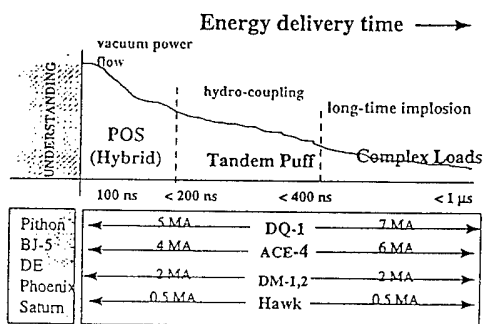 Energy delivery time
vacuum power
flow
hydro-coupling
long-time implosion
UNDERSTANDING
POS
(Hybrid)
Tandem Puff
Complex Loads
100 ns
< 200 ns
< 400 ns
< 1 μs
Pithon
BJ-5
DE
Phoenix
Saturn
5 MA DQ-1 7 MA
4 MA ACE-4 6 MA
2 MA DM-1,2 2 MA
0.5 MA Hawk 0.5 MA